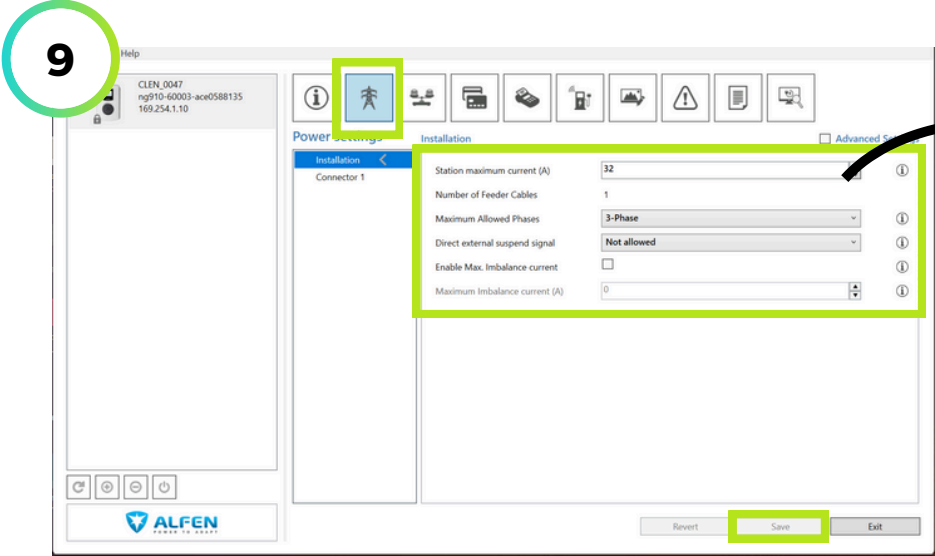 9
Help
CLEN_0047
ng910-60003-ace0588135
169.254.1.10
Power Settings
Installation
Advanced Settings
Installation
Connector 1
Station maximum current (A) 32
Number of Feeder Cables 1
Maximum Allowed Phases 3-Phase
Direct external suspend signal Not allowed
Enable Max. Imbalance current
Maximum Imbalance current (A) 0
ALFEN
POWER TO ADAPT
Revert Save Exit